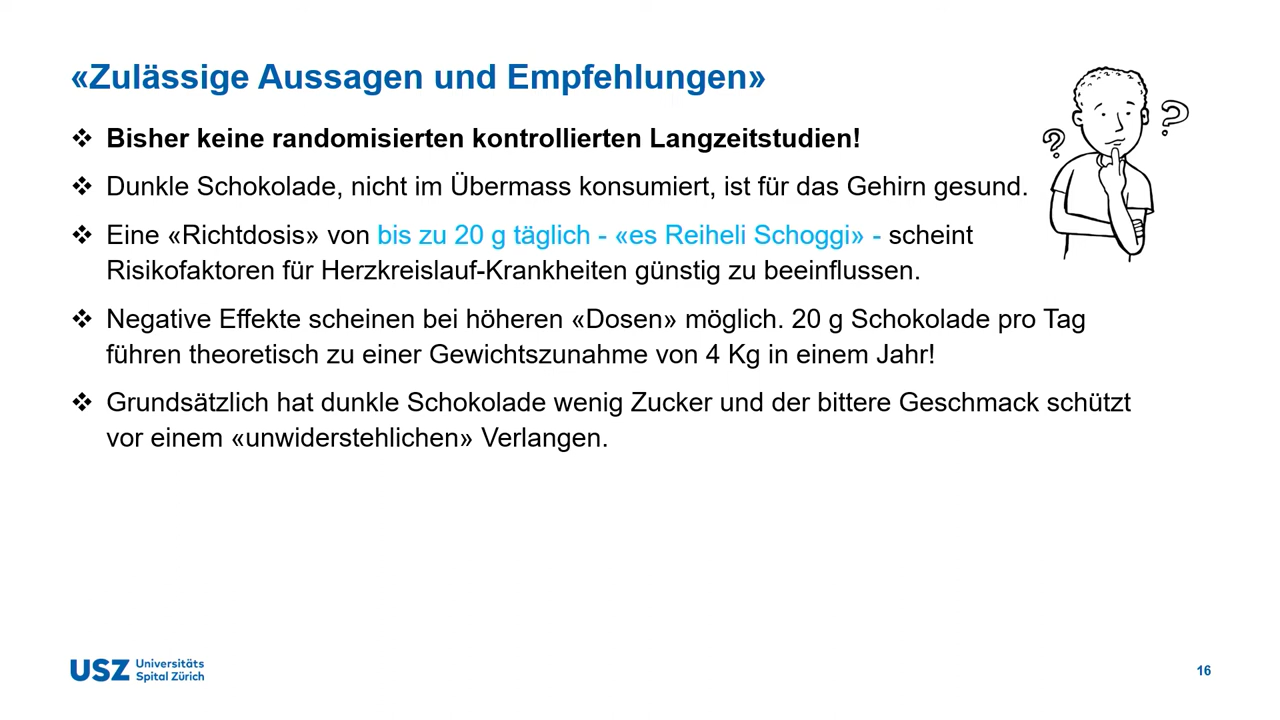 «Zulässige Aussagen und Empfehlungen»
❖ Bisher keine randomisierten kontrollierten Langzeitstudien!
❖ Dunkle Schokolade, nicht im Übermass konsumiert, ist für das Gehirn gesund.
❖ Eine «Richtdosis» von bis zu 20 g täglich - «es Reiheli Schoggi» - scheint
Risikofaktoren für Herzkreislauf-Krankheiten günstig zu beeinflussen.
❖ Negative Effekte scheinen bei höheren «Dosen» möglich. 20 g Schokolade pro Tag
führen theoretisch zu einer Gewichtszunahme von 4 Kg in einem Jahr!
❖ Grundsätzlich hat dunkle Schokolade wenig Zucker und der bittere Geschmack schützt
vor einem «unwiderstehlichen» Verlangen.
? ?
USZ Universitäts
Spital Zürich
16